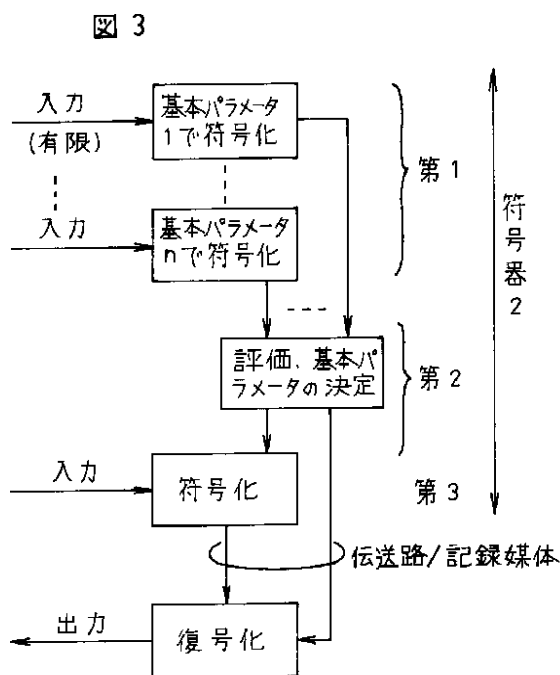 図 3
入力
(有限)
基本パラメータ
1で符号化
第1
入力
基本パラメータ
nで符号化
符号器2
評価、基本パ
ラメータの決定
第2
入力
符号化
第3
伝送路/記録媒体
出力
復号化